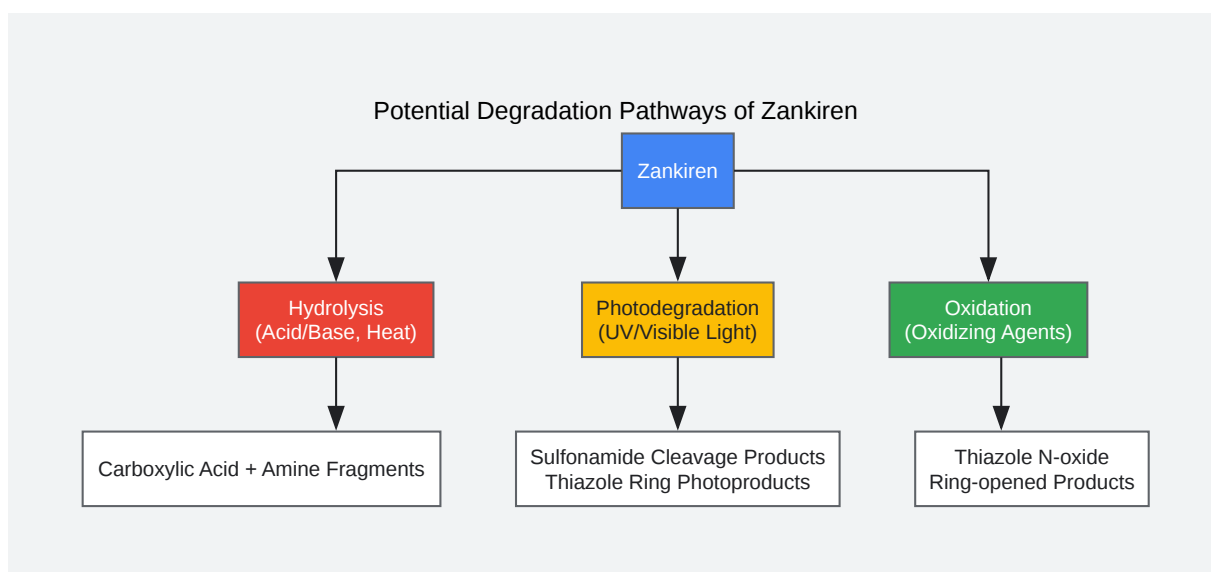 Potential Degradation Pathways of Zankiren
Zankiren
Hydrolysis
(Acid/Base, Heat)
Photodegradation
(UV/Visible Light)
Oxidation
(Oxidizing Agents)
Carboxylic Acid + Amine Fragments
Sulfonamide Cleavage Products
Thiazole Ring Photoproducts
Thiazole N-oxide
Ring-opened Products